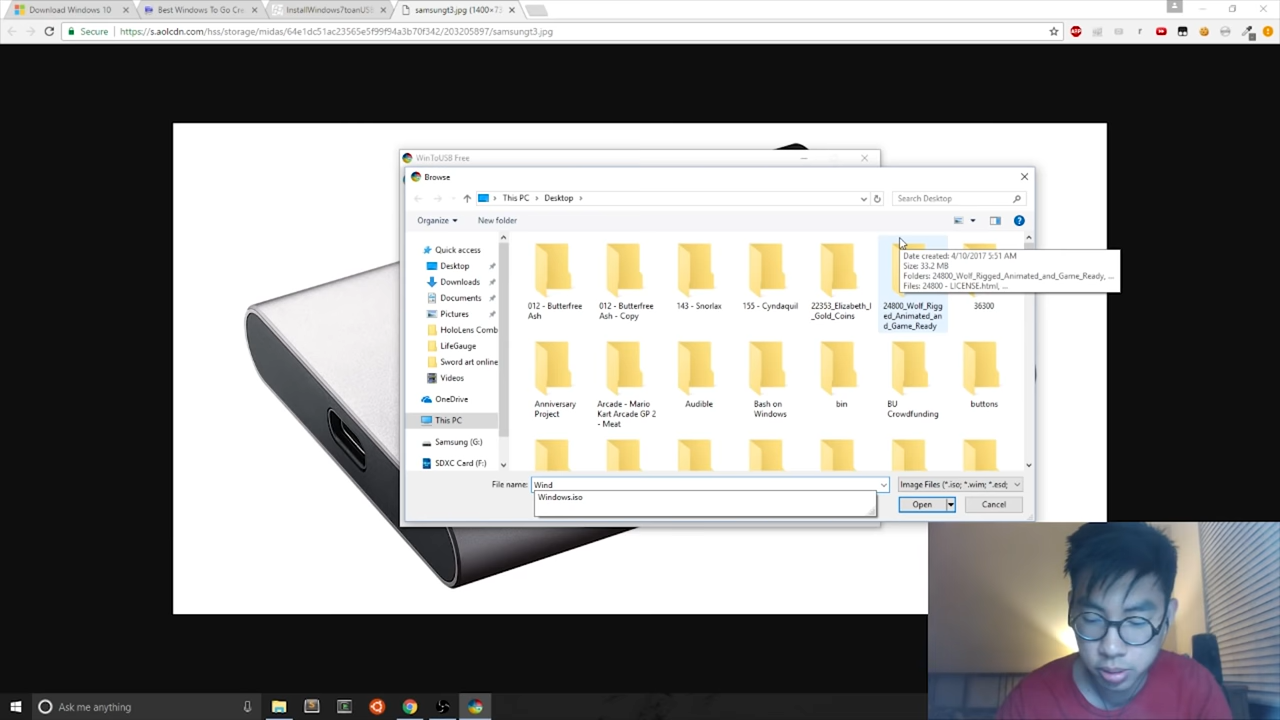 Download Windows 10
Best Windows To Go Cre
InstallWindows7toanUSB
samsungt3.jpg (1400×73
Secure
https://s.aolcdn.com/hss/storage/midas/64e1dc51ac23565e5f99f94a3b70f342/203205897/samsungt3.jpg
WinToUSB Free
Browse
This PC > Desktop >
Search Desktop
Organize
New folder
Quick access
Desktop
Downloads
Documents
Pictures
HoloLens Comb
LifeGauge
Sword art online
Videos
OneDrive
This PC
Samsung (G:)
SDXC Card (F:)
012 - Butterfree
Ash
012 - Butterfree
Ash - Copy
143 - Snorlax
155 - Cyndaquil
22353_Elizabeth_I
_Gold_Coins
24800_Wolf_Rigg
ed_Animated_an
d_Game_Ready
36300
Date created: 4/10/2017 5:51 AM
Size: 33.2 MB
Folders: 24800_Wolf_Rigged_Animated_and_Game_Ready, ...
Files: 24800 - LICENSE.html, ...
Anniversary
Project
Arcade - Mario
Kart Arcade GP 2
- Meat
Audible
Bash on
Windows
bin
BU
Crowdfunding
buttons
File name:
Wind
Image Files (*.iso; *.wim; *.esd;
Windows.iso
Open
Cancel
Ask me anything